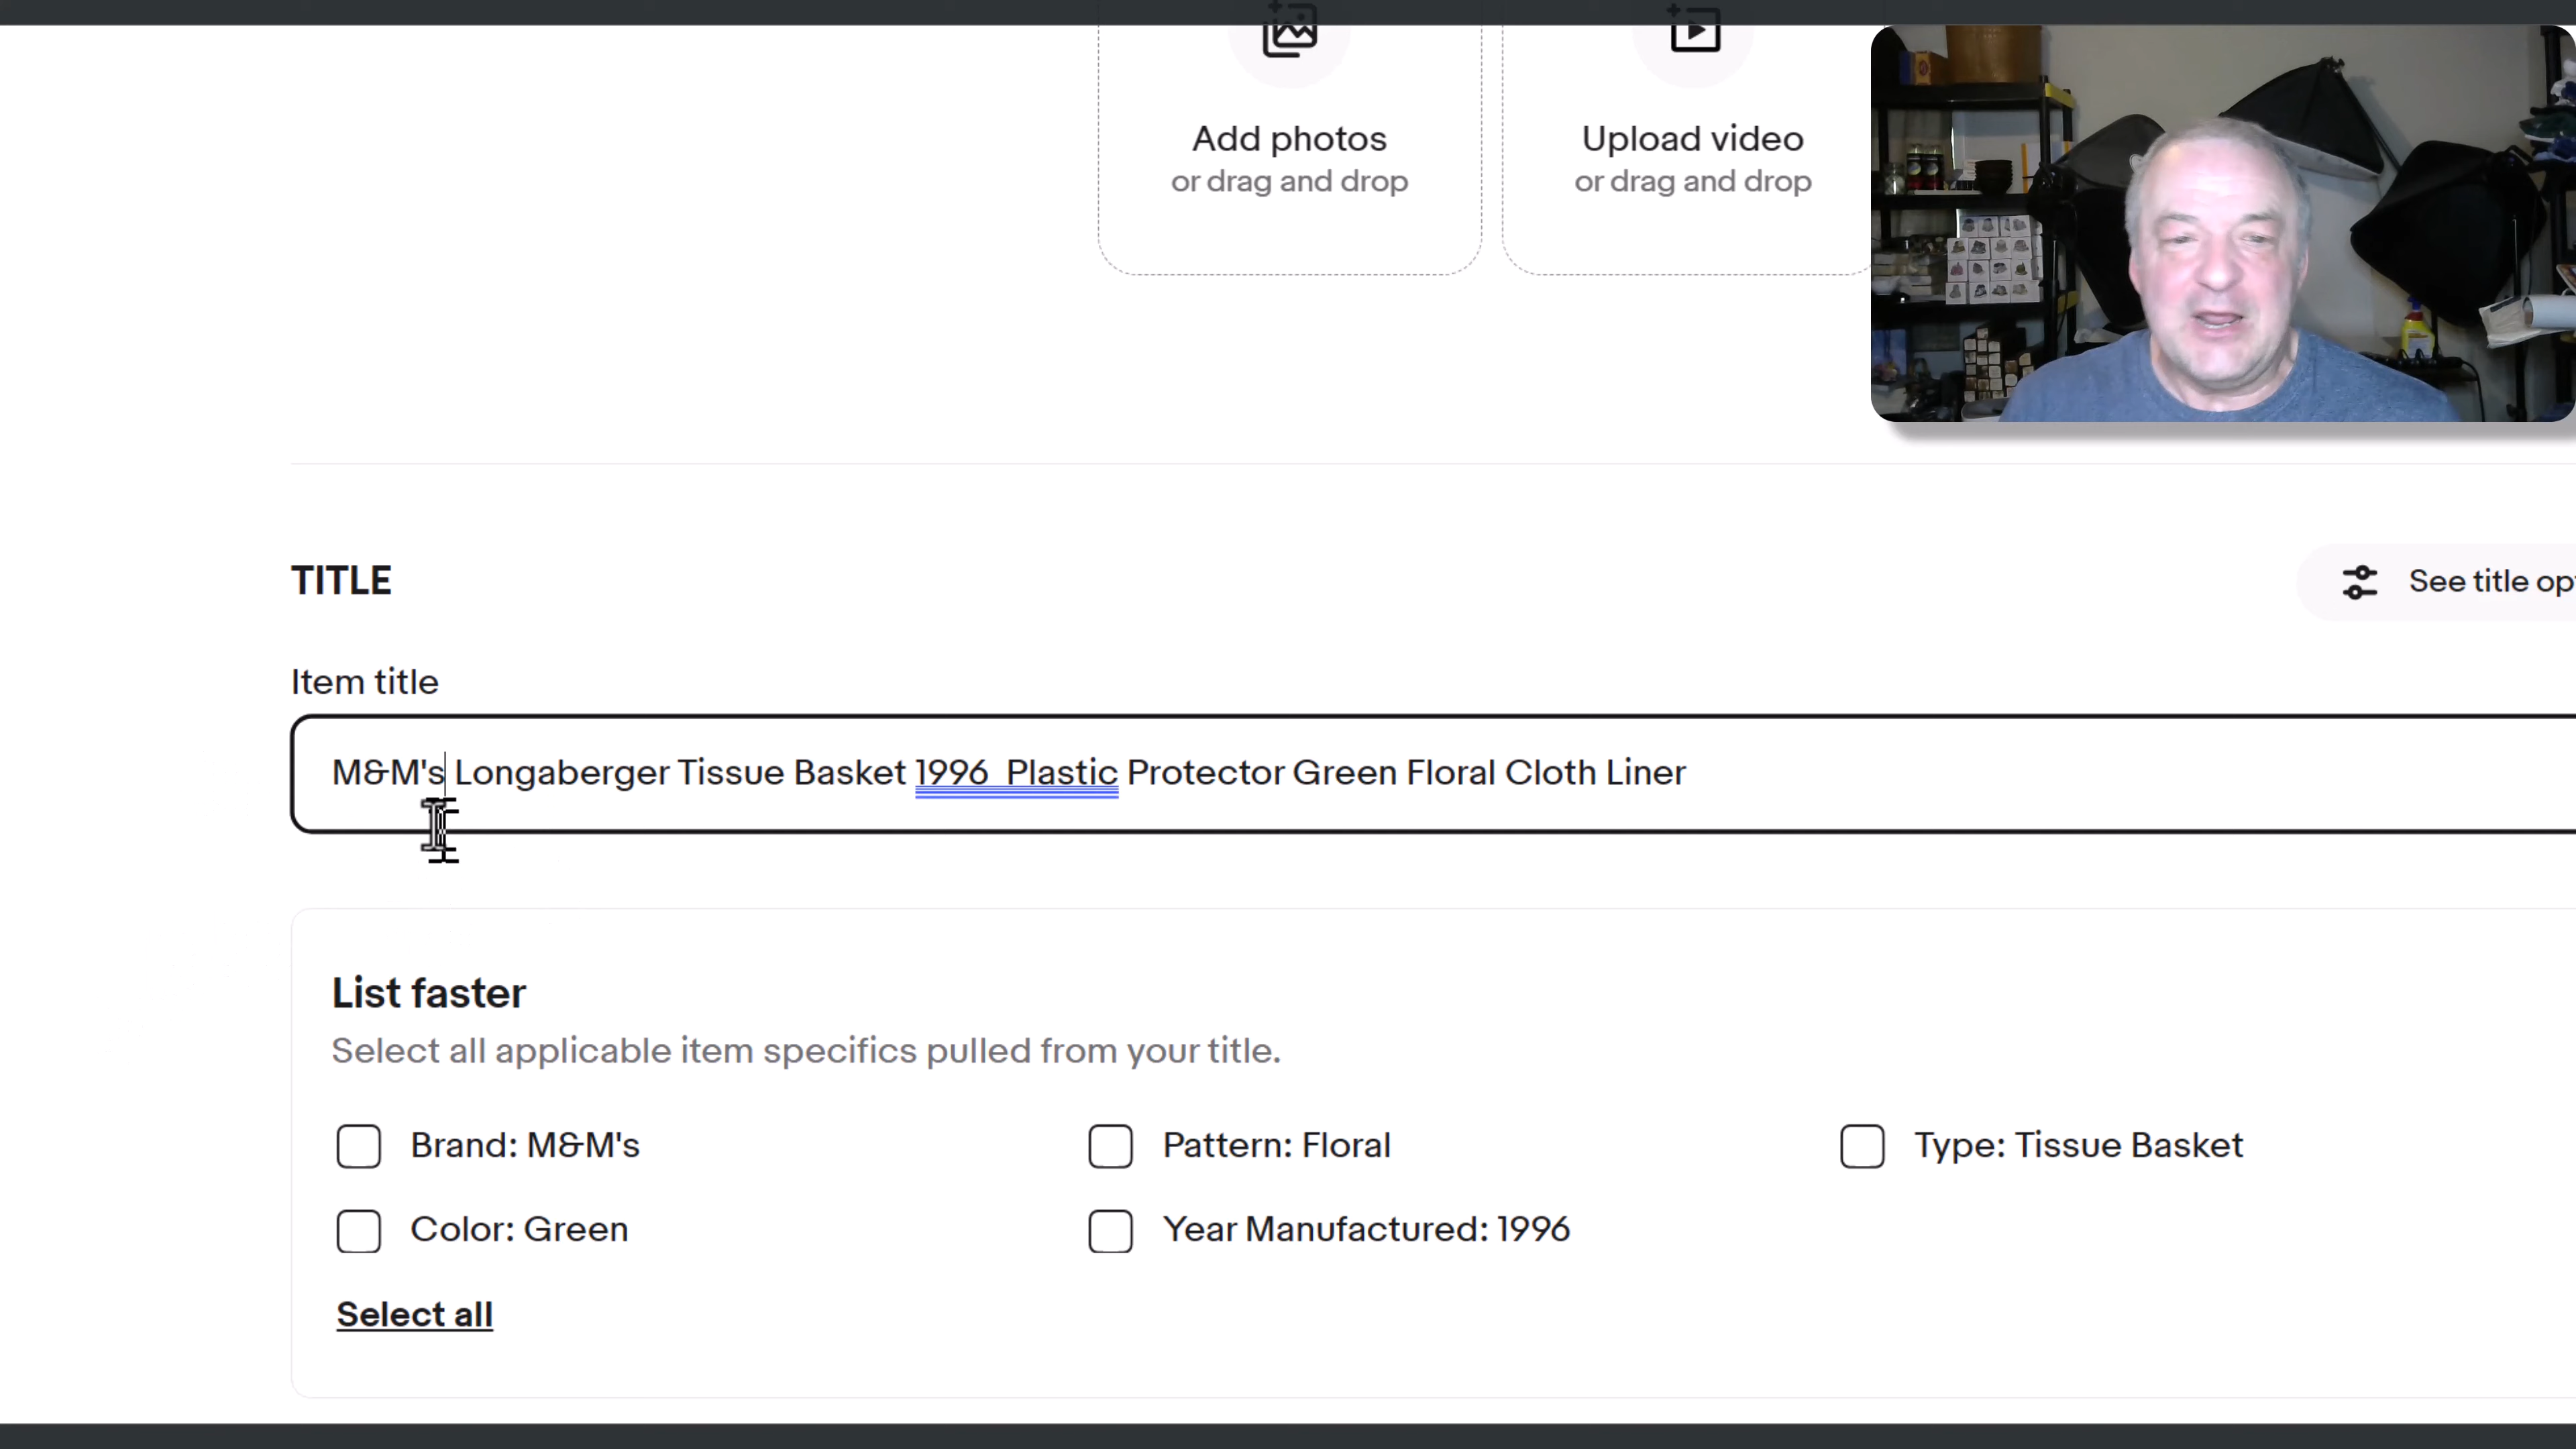 Add photos
or drag and drop
Upload video
or drag and drop
TITLE
See title op
Item title
M&M's Longaberger Tissue Basket 1996  Plastic Protector Green Floral Cloth Liner
List faster
Select all applicable item specifics pulled from your title.
Brand: M&M's
Pattern: Floral
Type: Tissue Basket
Color: Green
Year Manufactured: 1996
Select all